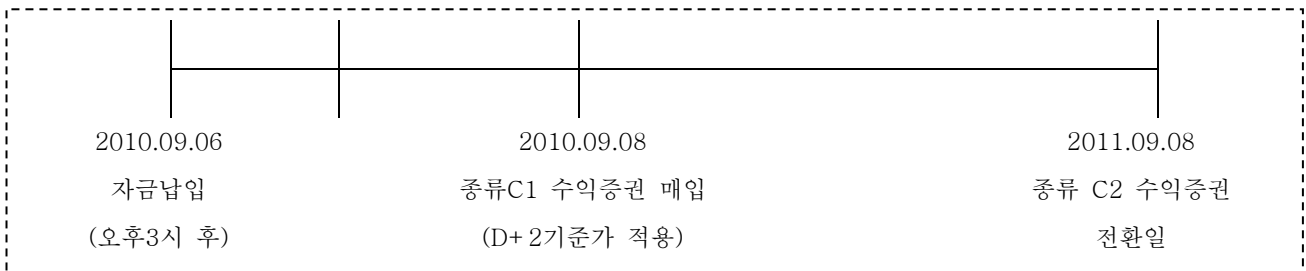 2010.09.06 2010.09.08 2011.09.08
자금납입 종류C1 수익증권 매입 종류 C2 수익증권
(오후3시 후) (D+2기준가 적용) 전환일